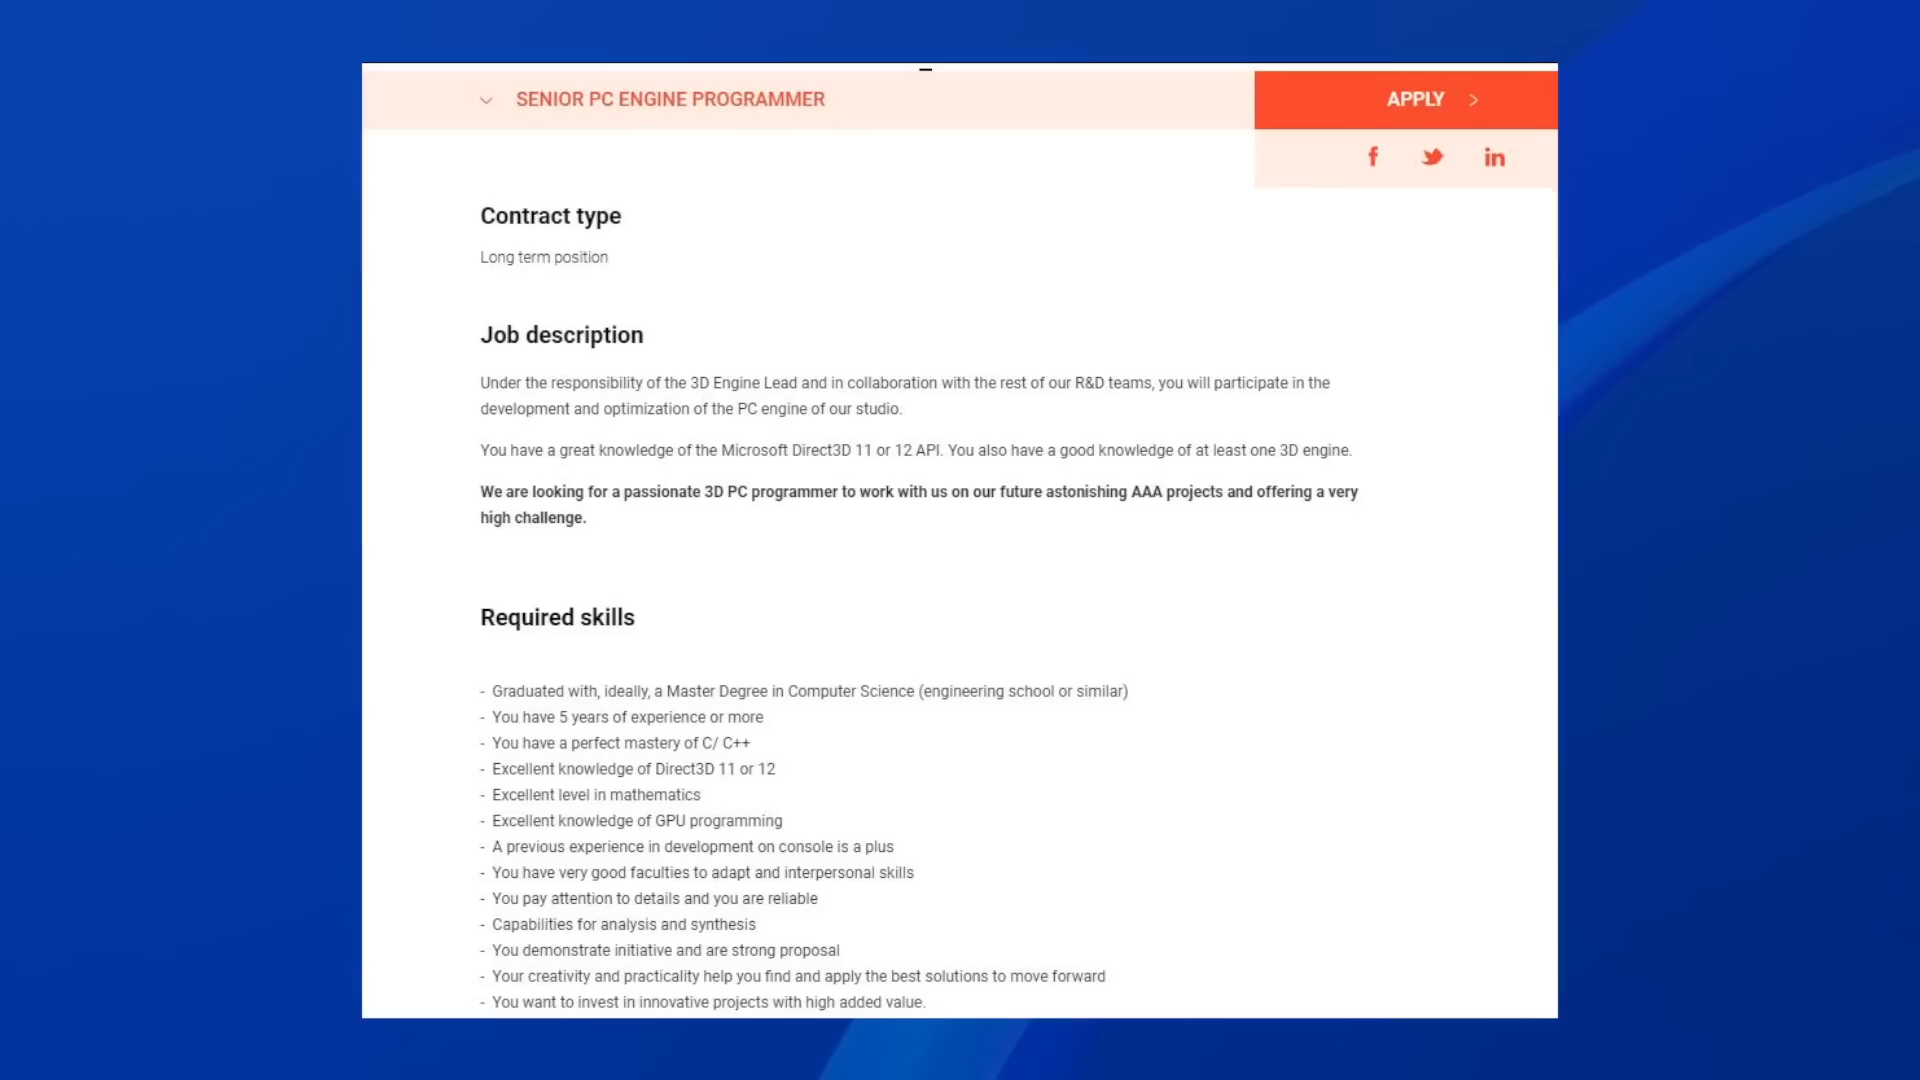 SENIOR PC ENGINE PROGRAMMER
APPLY
Contract type
Long term position
Job description
Under the responsibility of the 3D Engine Lead and in collaboration with the rest of our R&D teams, you will participate in the
development and optimization of the PC engine of our studio.
You have a great knowledge of the Microsoft Direct3D 11 or 12 API. You also have a good knowledge of at least one 3D engine.
We are looking for a passionate 3D PC programmer to work with us on our future astonishing AAA projects and offering a very
high challenge.
Required skills
- Graduated with, ideally, a Master Degree in Computer Science (engineering school or similar)
- You have 5 years of experience or more
- You have a perfect mastery of C/ C++
- Excellent knowledge of Direct3D 11 or 12
- Excellent level in mathematics
- Excellent knowledge of GPU programming
- A previous experience in development on console is a plus
- You have very good faculties to adapt and interpersonal skills
- You pay attention to details and you are reliable
- Capabilities for analysis and synthesis
- You demonstrate initiative and are strong proposal
- Your creativity and practicality help you find and apply the best solutions to move forward
- You want to invest in innovative projects with high added value.